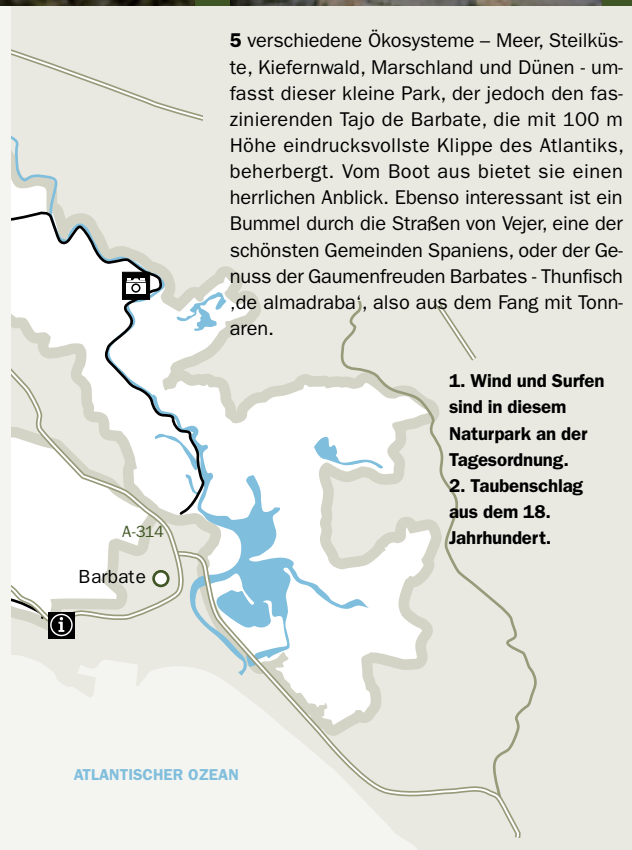 5 verschiedene Ökosysteme – Meer, Steilküs-
te, Kiefernwald, Marschland und Dünen - um-
fasst dieser kleine Park, der jedoch den fas-
zinierenden Tajo de Barbate, die mit 100 m
Höhe eindrucksvollste Klippe des Atlantiks,
beherbergt. Vom Boot aus bietet sie einen
herrlichen Anblick. Ebenso interessant ist ein
Bummel durch die Straßen von Vejer, eine der
schönsten Gemeinden Spaniens, oder der Ge-
nuss der Gaumenfreuden Barbates - Thunfisch
‚de almadraba‘, also aus dem Fang mit Tonn-
aren.
1. Wind und Surfen
sind in diesem
Naturpark an der
Tagesordnung.
2. Taubenschlag
aus dem 18.
Jahrhundert.
A-314
Barbate
i
ATLANTISCHER OZEAN